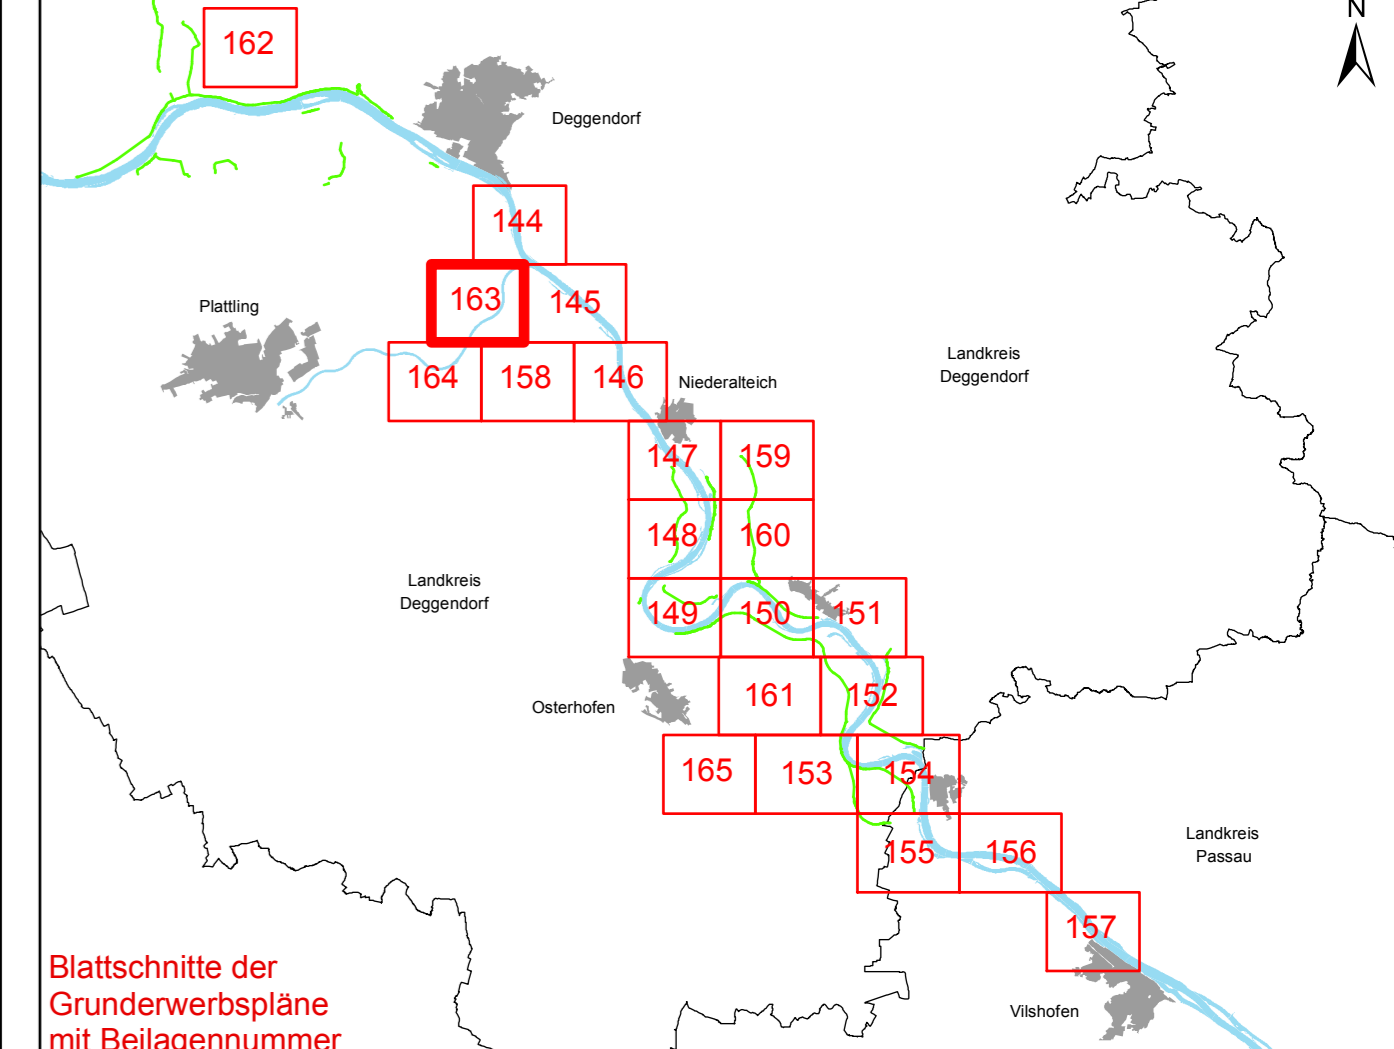 N
162
Deggendorf
144
Plattling
163
145
Landkreis
Deggendorf
164
158
146
Niederalteich
147
159
148
160
Landkreis
Deggendorf
149
150
151
161
152
Osterhofen
165
153
154
Landkreis
Passau
155
156
157
Vilshofen
Blattschnitte der
Grunderwerbspläne
mit Beilagennummer